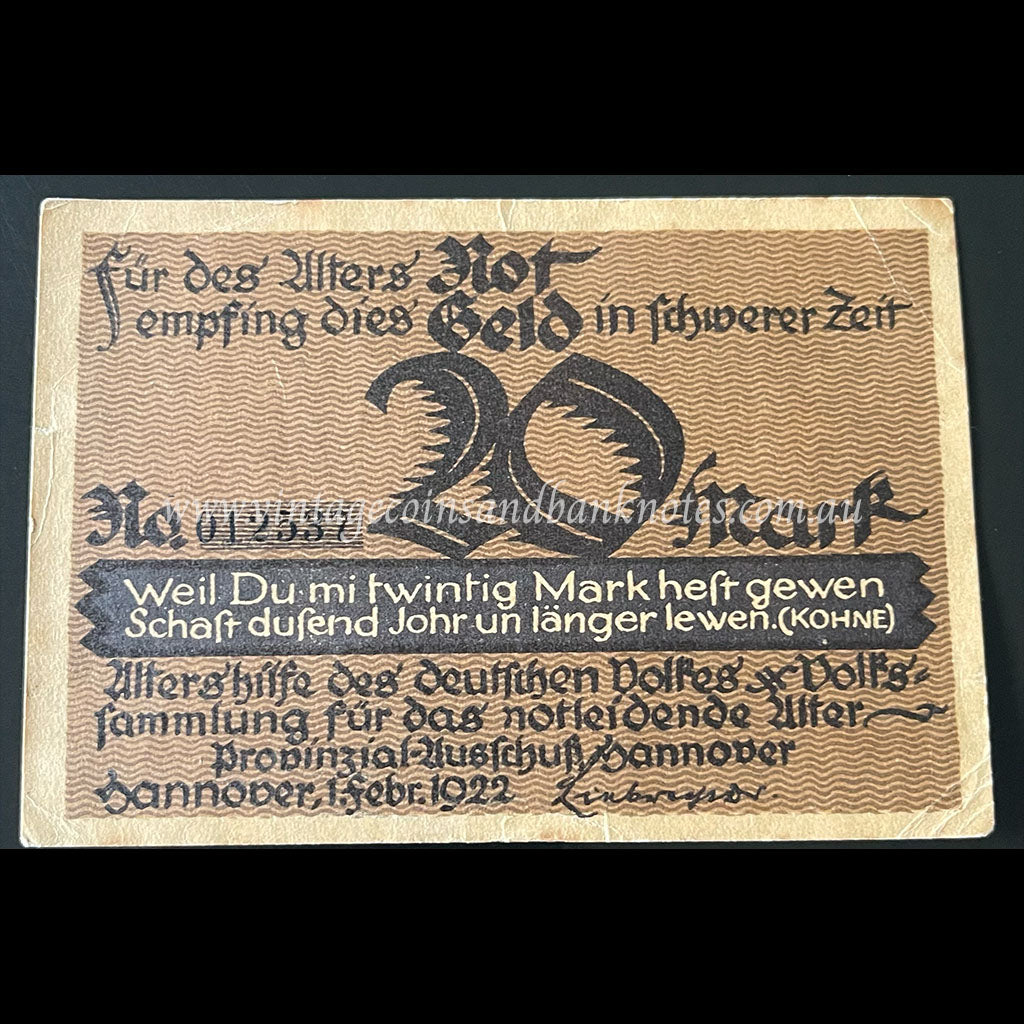 Für des Alters Not
empfing dies Geld in schwerer Zeit
20
No. 012537 Mark
www.vintagecoinsandbanknotes.com.au
Weil Du mi twintig Mark heſt gewen
Schaſt duſend Johr un länger lewen. (KOHNE)
Altershilfe des deutſchen Volkes & Volks-
ſammlung für das notleidende Alter
Provinzial-Ausſchuß Hannover
Hannover, 1. Febr. 1922